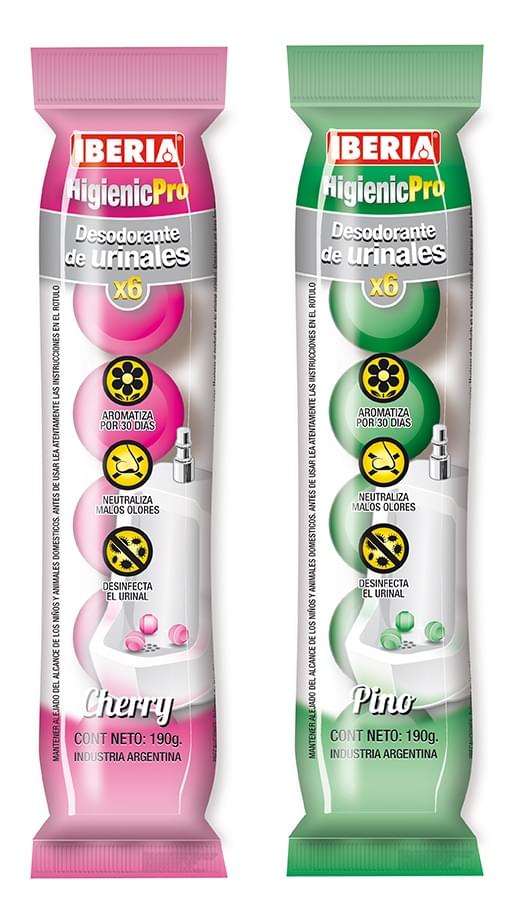 IBERIA
HigienicPro
Desodorante
de urinales
x6
AROMATIZA
POR 30 DIAS
NEUTRALIZA
MALOS OLORES
DESINFECTA
EL URINAL
Cherry
CONT NETO: 190g.
INDUSTRIA ARGENTINA
MANTENER ALEJADO DEL ALCANCE DE LOS NIÑOS Y ANIMALES DOMESTICOS. ANTES DE USAR LEA ATENTAMENTE LAS INSTRUCCIONES EN EL ROTULO
IBERIA
HigienicPro
Desodorante
de urinales
x6
AROMATIZA
POR 30 DIAS
NEUTRALIZA
MALOS OLORES
DESINFECTA
EL URINAL
Pino
CONT NETO: 190g.
INDUSTRIA ARGENTINA
MANTENER ALEJADO DEL ALCANCE DE LOS NIÑOS Y ANIMALES DOMESTICOS. ANTES DE USAR LEA ATENTAMENTE LAS INSTRUCCIONES EN EL ROTULO